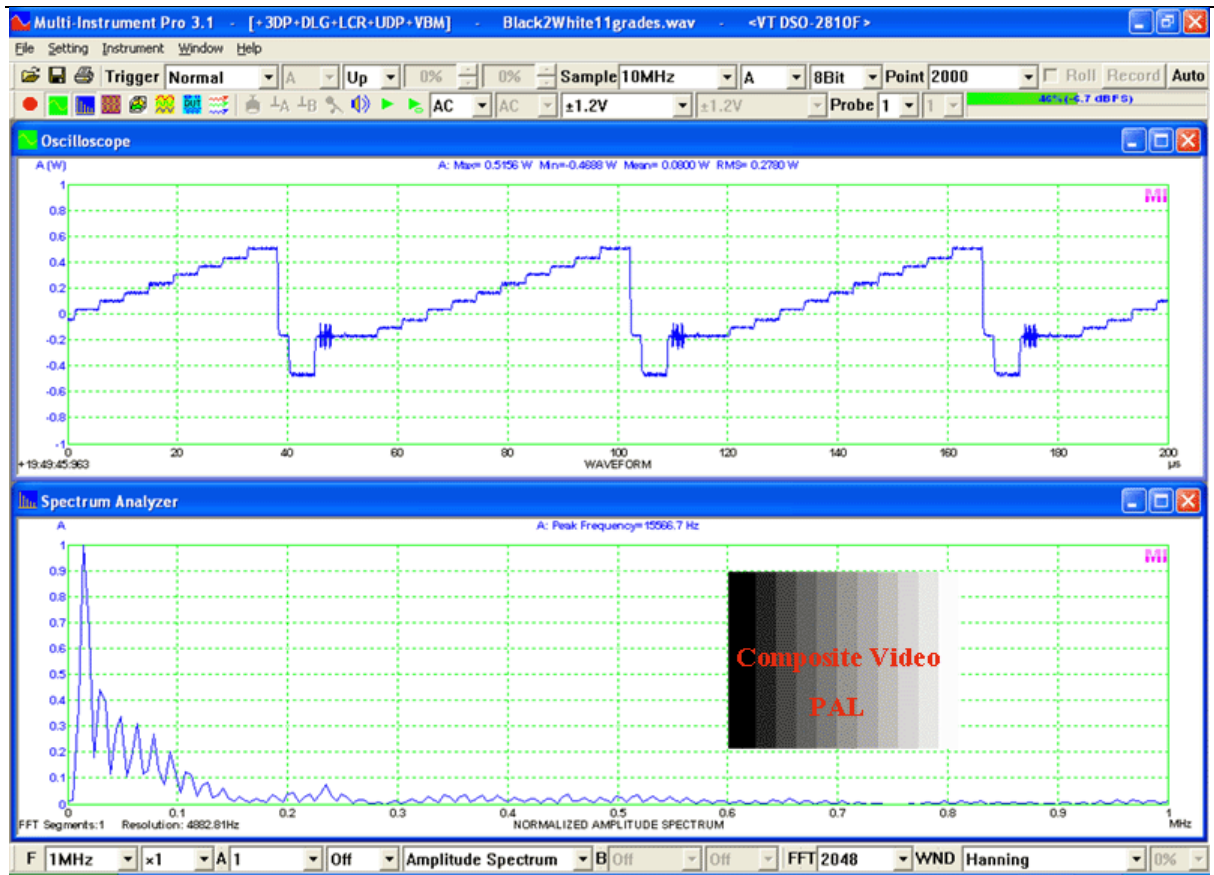 Multi-Instrument Pro 3.1 - [+3DP+DLG+LCR+UDP+VBM] - Black2White11grades.wav - <VT DSO-2810F>
File Setting Instrument Window Help
Trigger Normal A Up 0% 0% Sample 10MHz A 8Bit Point 2000 Roll Record Auto
A B AC AC ±1.2V ±1.2V Probe 1 1 46%(-6.7 dBFS)
Oscilloscope
A (W) A: Max= 0.5156 W Min=-0.4688 W Mean= 0.0800 W RMS= 0.2780 W
MI
1
0.8
0.6
0.4
0.2
0
-0.2
-0.4
-0.6
-0.8
-1
0 20 40 60 80 100 120 140 160 180 200
+19:49:45:963 WAVEFORM µs
Spectrum Analyzer
A A: Peak Frequency= 15566.7 Hz
MI
1
0.9
0.8
0.7
0.6
0.5
0.4
0.3
0.2
0.1
0
Composite Video
PAL
0 0.1 0.2 0.3 0.4 0.5 0.6 0.7 0.8 0.9 1
FFT Segments:1 Resolution: 4882.81Hz NORMALIZED AMPLITUDE SPECTRUM MHz
F 1MHz ×1 A 1 Off Amplitude Spectrum B Off Off FFT 2048 WND Hanning 0%